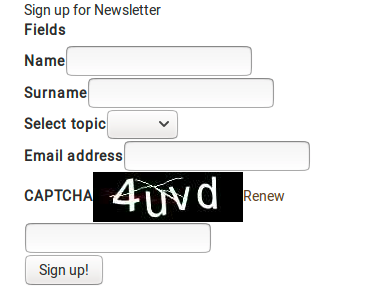 Sign up for Newsletter
Fields
Name
Surname
Select topic
Email address
CAPTCHA 4uvd Renew
Sign up!